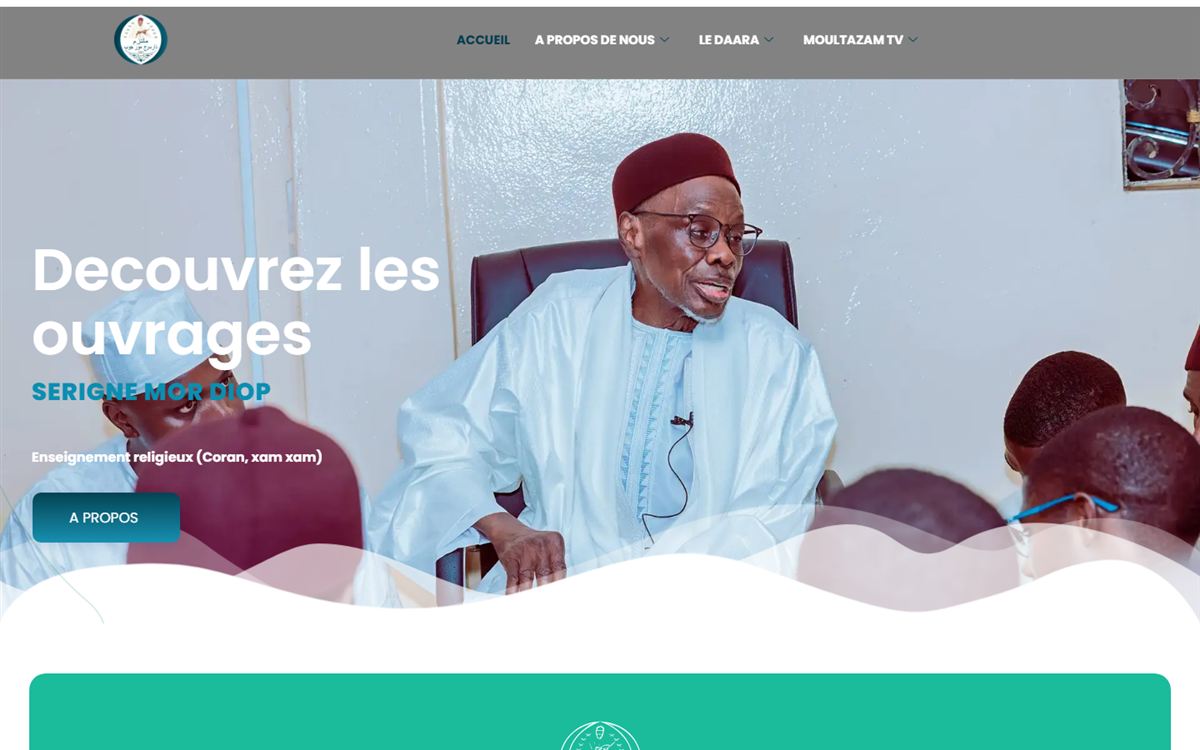 ACCUEIL
A PROPOS DE NOUS
LE DAARA
MOULTAZAM TV
Decouvrez les
ouvrages
SERIGNE MOR DIOP
Enseignement religieux (Coran, xam xam)
A PROPOS